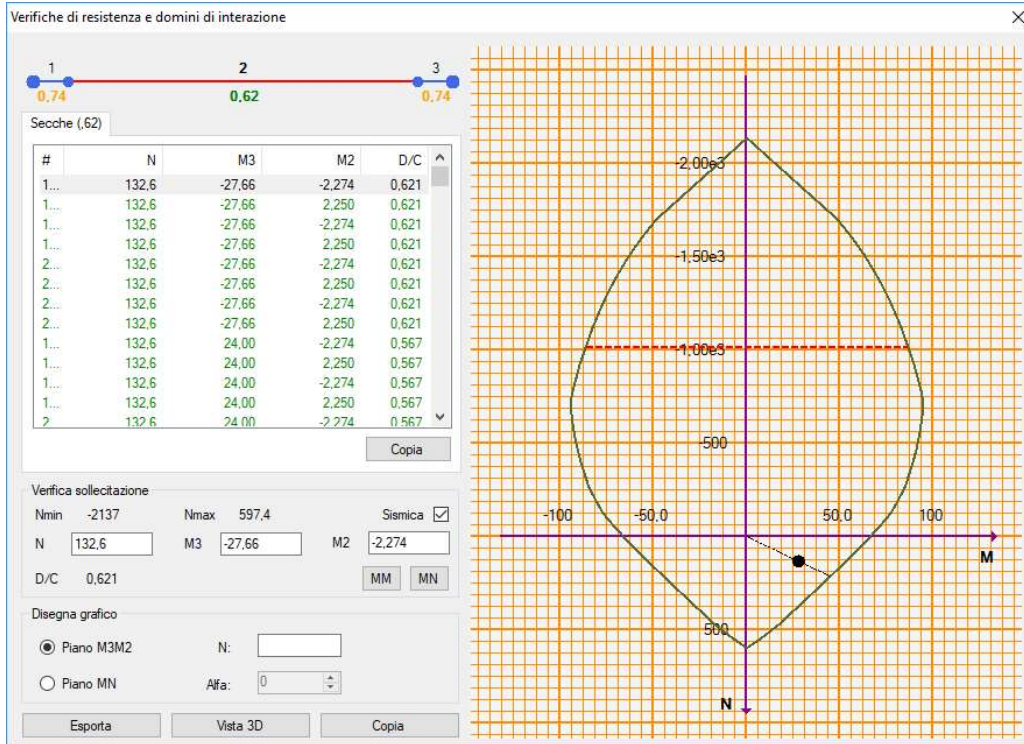 Verifiche di resistenza e domini di interazione
1 2 3
0,74 0,62 0,74
Secche (,62)
# N M3 M2 D/C
1... 132,6 -27,66 -2,274 0,621
1... 132,6 -27,66 2,250 0,621
1... 132,6 -27,66 -2,274 0,621
1... 132,6 -27,66 2,250 0,621
2... 132,6 -27,66 -2,274 0,621
2... 132,6 -27,66 2,250 0,621
2... 132,6 -27,66 -2,274 0,621
2... 132,6 -27,66 2,250 0,621
1... 132,6 24,00 -2,274 0,567
1... 132,6 24,00 2,250 0,567
1... 132,6 24,00 -2,274 0,567
1... 132,6 24,00 2,250 0,567
2... 132,6 24,00 -2,274 0,567
Copia
Verifica sollecitazione
Nmin -2137 Nmax 597,4 Sismica
N 132,6 M3 -27,66 M2 -2,274
D/C 0,621 MM MN
Disegna grafico
Piano M3M2 N:
Piano MN Alfa: 0
Esporta Vista 3D Copia
-2,00e3
-1,50e3
-1,00e3
-500
-100 -50,0 50,0 100
M
500
N